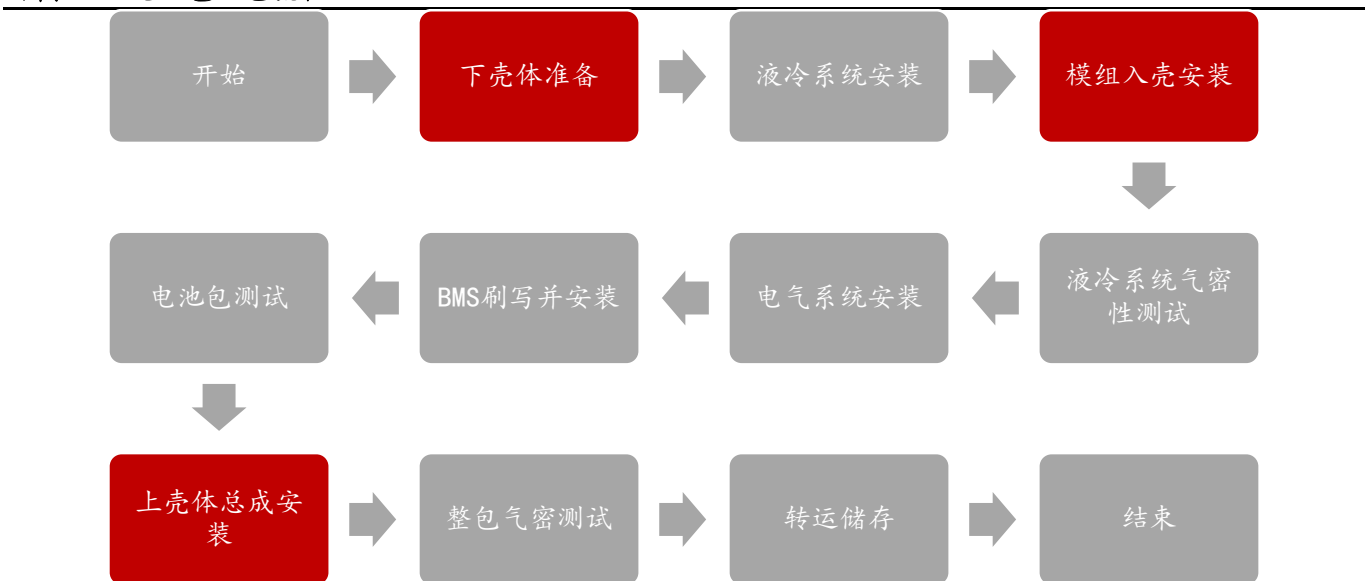 开始
下壳体准备
液冷系统安装
模组入壳安装
液冷系统气密
性测试
电气系统安装
BMS刷写并安装
电池包测试
上壳体总成安
装
整包气密测试
转运储存
结束